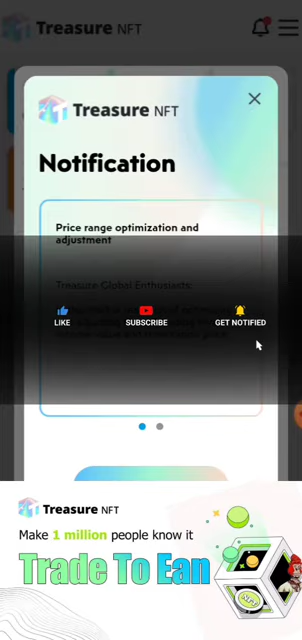 Treasure NFT
Treasure NFT
Notification
Price range optimization and
adjustment
Treasure Global Enthusiasts:
LIKE
SUBSCRIBE
GET NOTIFIED
Treasure NFT
Make 1 million people know it
Trade To Ean
NFT